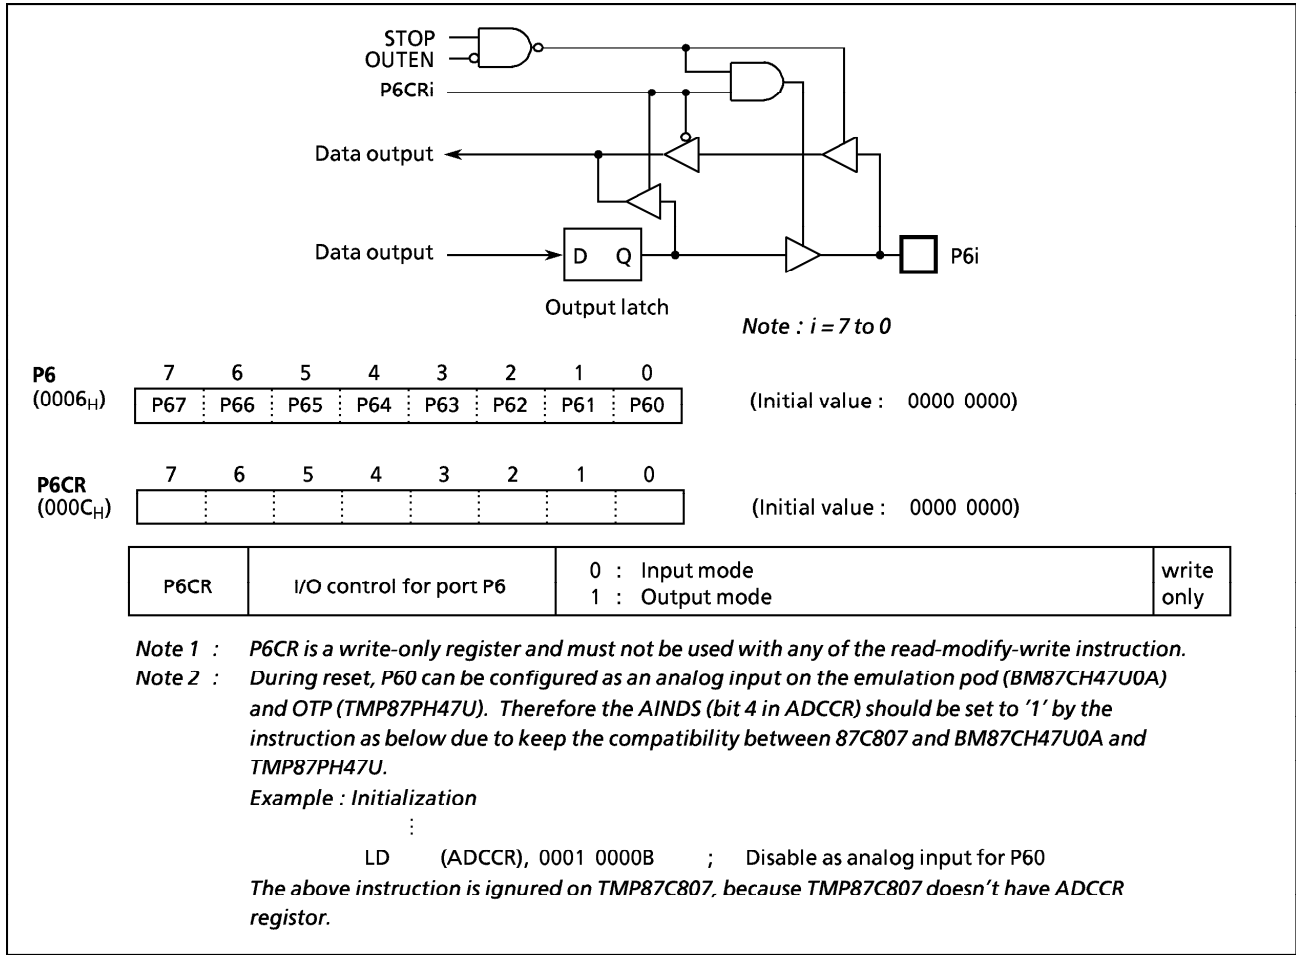 STOP
OUTEN
P6CRi
Data output
Data output
D Q
P6i
Output latch
Note : i = 7 to 0
P6 7 6 5 4 3 2 1 0
(0006H) P67 P66 P65 P64 P63 P62 P61 P60 (Initial value : 0000 0000)
P6CR 7 6 5 4 3 2 1 0
(000CH) (Initial value : 0000 0000)
P6CR I/O control for port P6 0 : Input mode write
1 : Output mode only
Note 1 : P6CR is a write-only register and must not be used with any of the read-modify-write instruction.
Note 2 : During reset, P60 can be configured as an analog input on the emulation pod (BM87CH47U0A)
and OTP (TMP87PH47U). Therefore the AINDS (bit 4 in ADCCR) should be set to '1' by the
instruction as below due to keep the compatibility between 87C807 and BM87CH47U0A and
TMP87PH47U.
Example : Initialization
⋮
LD (ADCCR), 0001 0000B ; Disable as analog input for P60
The above instruction is ignured on TMP87C807, because TMP87C807 doesn't have ADCCR
registor.